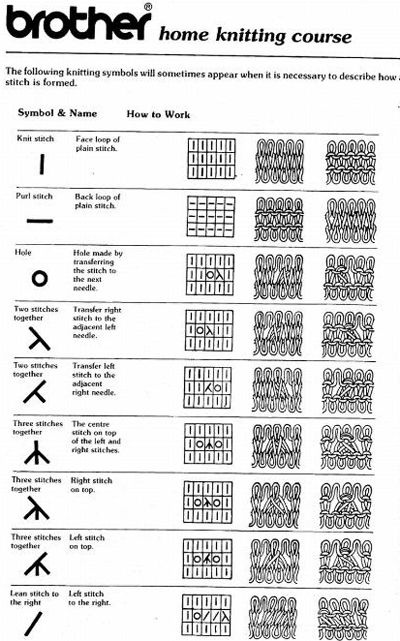 brother®
home knitting course
The following knitting symbols will sometimes appear when it is necessary to describe how a
stitch is formed.
Symbol & Name How to Work
Knit stitch
Face loop of
plain stitch.
Purl stitch
Back loop of
plain stitch.
Hole
Hole made by
transferring
the stitch to
the next
needle.
Two stitches
together
Transfer right
stitch to the
adjacent left
needle.
Two stitches
together
Transfer left
stitch to the
adjacent
right needle.
Three stitches
together
The centre
stitch on top
of the left and
right stitches.
Three stitches
together
Right stitch
on top.
Three stitches
together
Left stitch
on top.
Lean stitch to
the right
Left stitch
to the right.